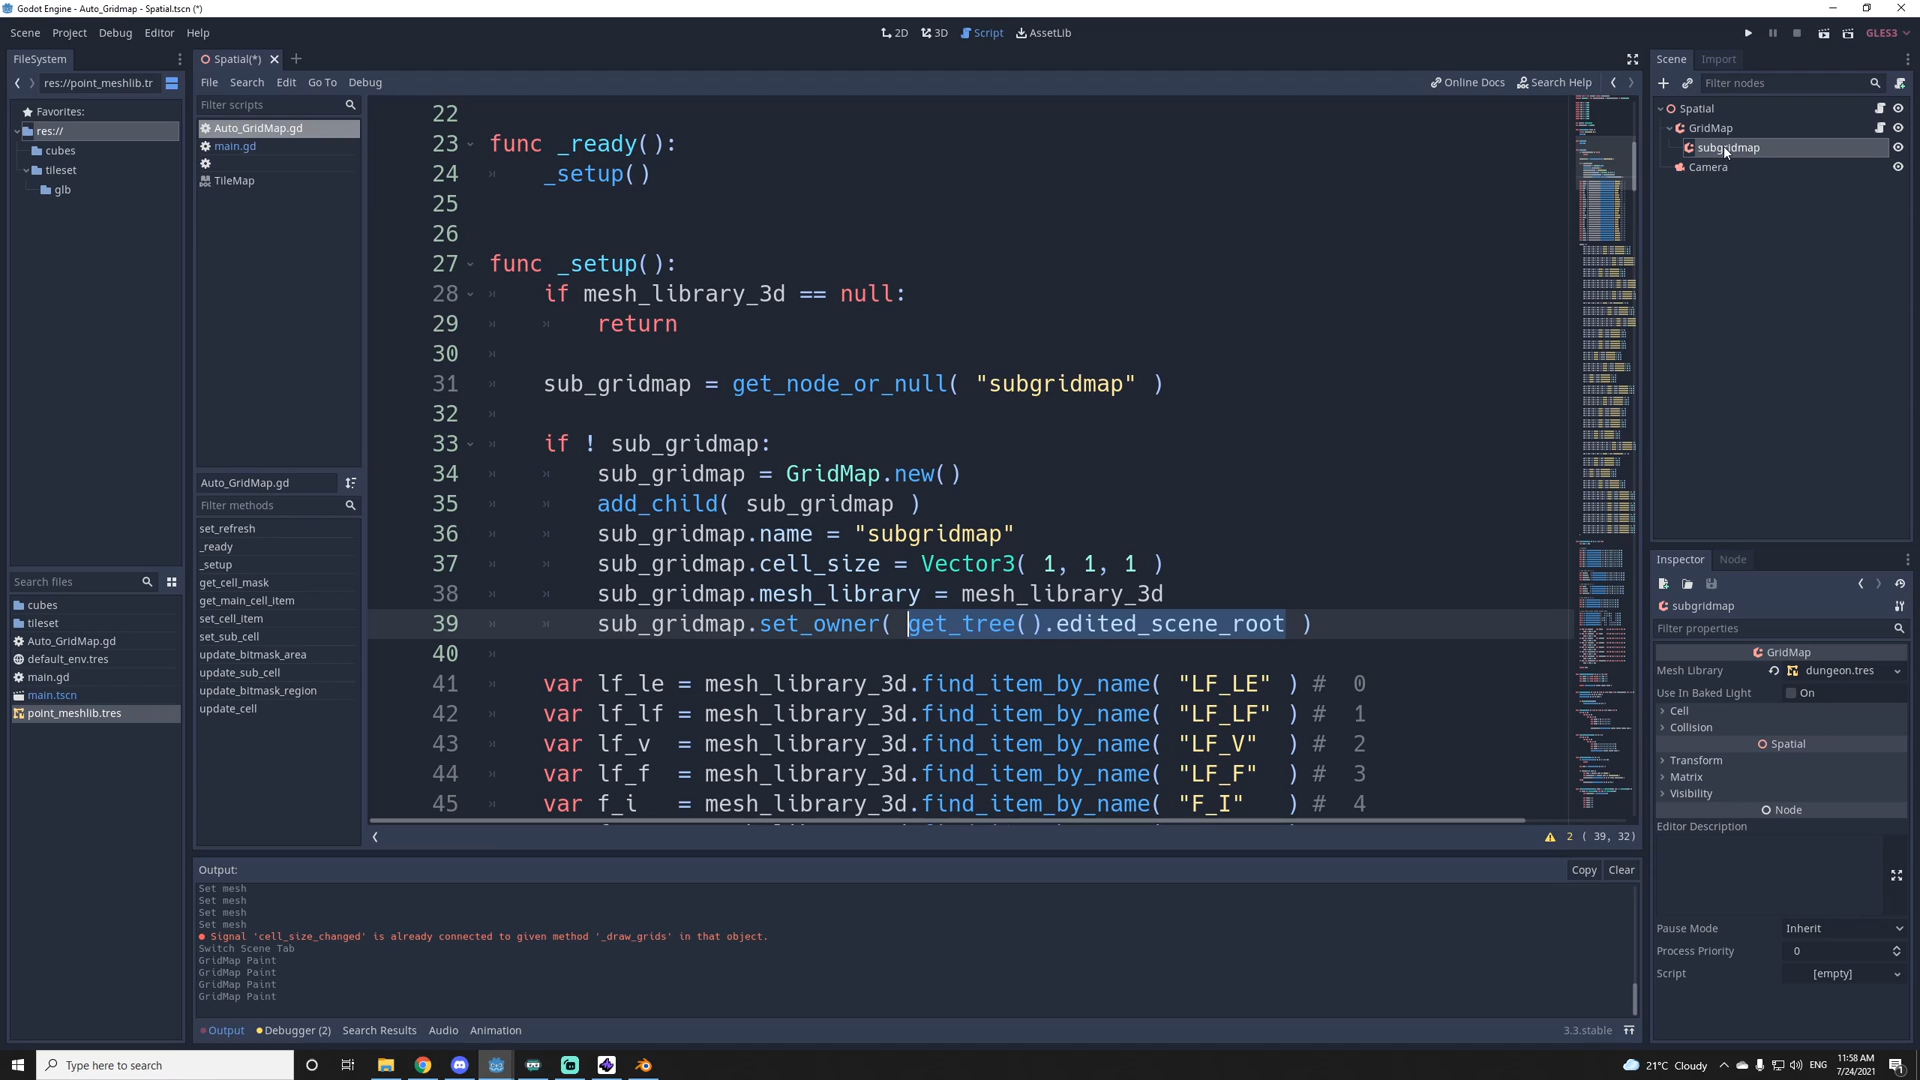 Godot Engine - Auto_Gridmap - Spatial.tscn (*)
Scene Project Debug Editor Help
2D 3D Script AssetLib
GLES3
FileSystem
res://point_meshlib.tr
Favorites:
res://
cubes
tileset
glb
Search files
cubes
tileset
Auto_GridMap.gd
default_env.tres
main.gd
main.tscn
point_meshlib.tres
Spatial(*)
File Search Edit Go To Debug
Online Docs Search Help
Filter scripts
Auto_GridMap.gd
main.gd
TileMap
Auto_GridMap.gd
Filter methods
set_refresh
_ready
_setup
get_cell_mask
get_main_cell_item
set_cell_item
set_sub_cell
update_bitmask_area
update_sub_cell
update_bitmask_region
update_cell
22
23 func _ready():
24 _setup()
25
26
27 func _setup():
28 if mesh_library_3d == null:
29 return
30
31 sub_gridmap = get_node_or_null( "subgridmap" )
32
33 if ! sub_gridmap:
34 sub_gridmap = GridMap.new()
35 add_child( sub_gridmap )
36 sub_gridmap.name = "subgridmap"
37 sub_gridmap.cell_size = Vector3( 1, 1, 1 )
38 sub_gridmap.mesh_library = mesh_library_3d
39 sub_gridmap.set_owner( get_tree().edited_scene_root )
40
41 var lf_le = mesh_library_3d.find_item_by_name( "LF_LE" ) # 0
42 var lf_lf = mesh_library_3d.find_item_by_name( "LF_LF" ) # 1
43 var lf_v = mesh_library_3d.find_item_by_name( "LF_V" ) # 2
44 var lf_f = mesh_library_3d.find_item_by_name( "LF_F" ) # 3
45 var f_i = mesh_library_3d.find_item_by_name( "F_I" ) # 4
2 ( 39, 32)
Output:
Copy Clear
Set mesh
Set mesh
Set mesh
Set mesh
Signal 'cell_size_changed' is already connected to given method '_draw_grids' in that object.
Switch Scene Tab
GridMap Paint
GridMap Paint
GridMap Paint
GridMap Paint
Output Debugger (2) Search Results Audio Animation
3.3.stable
Scene Import
Filter nodes
Spatial
GridMap
subgridmap
Camera
Inspector Node
subgridmap
Filter properties
GridMap
Mesh Library dungeon.tres
Use In Baked Light On
Cell
Collision
Spatial
Transform
Matrix
Visibility
Node
Editor Description
Pause Mode Inherit
Process Priority 0
Script [empty]
Type here to search
21°C Cloudy
ENG
11:58 AM
7/24/2021